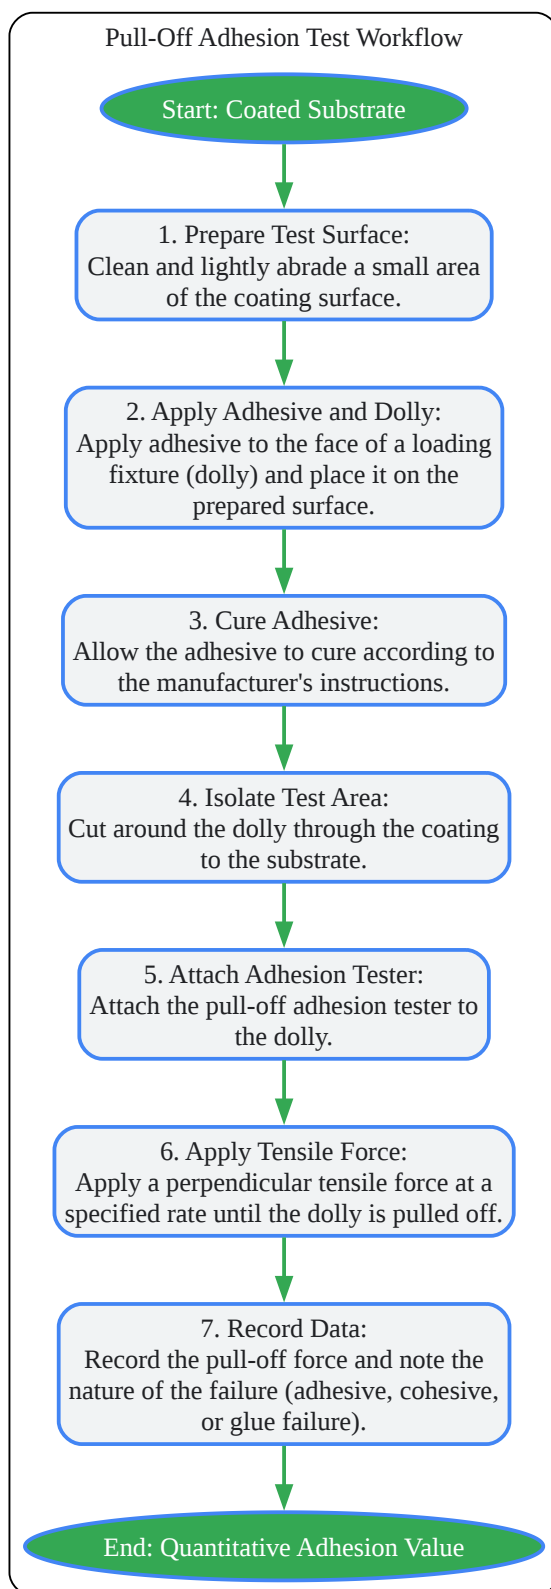 Pull-Off Adhesion Test Workflow
Start: Coated Substrate
1. Prepare Test Surface:
Clean and lightly abrade a small area
of the coating surface.
2. Apply Adhesive and Dolly:
Apply adhesive to the face of a loading
fixture (dolly) and place it on the
prepared surface.
3. Cure Adhesive:
Allow the adhesive to cure according to
the manufacturer's instructions.
4. Isolate Test Area:
Cut around the dolly through the coating
to the substrate.
5. Attach Adhesion Tester:
Attach the pull-off adhesion tester to
the dolly.
6. Apply Tensile Force:
Apply a perpendicular tensile force at a
specified rate until the dolly is pulled off.
7. Record Data:
Record the pull-off force and note the
nature of the failure (adhesive, cohesive,
or glue failure).
End: Quantitative Adhesion Value